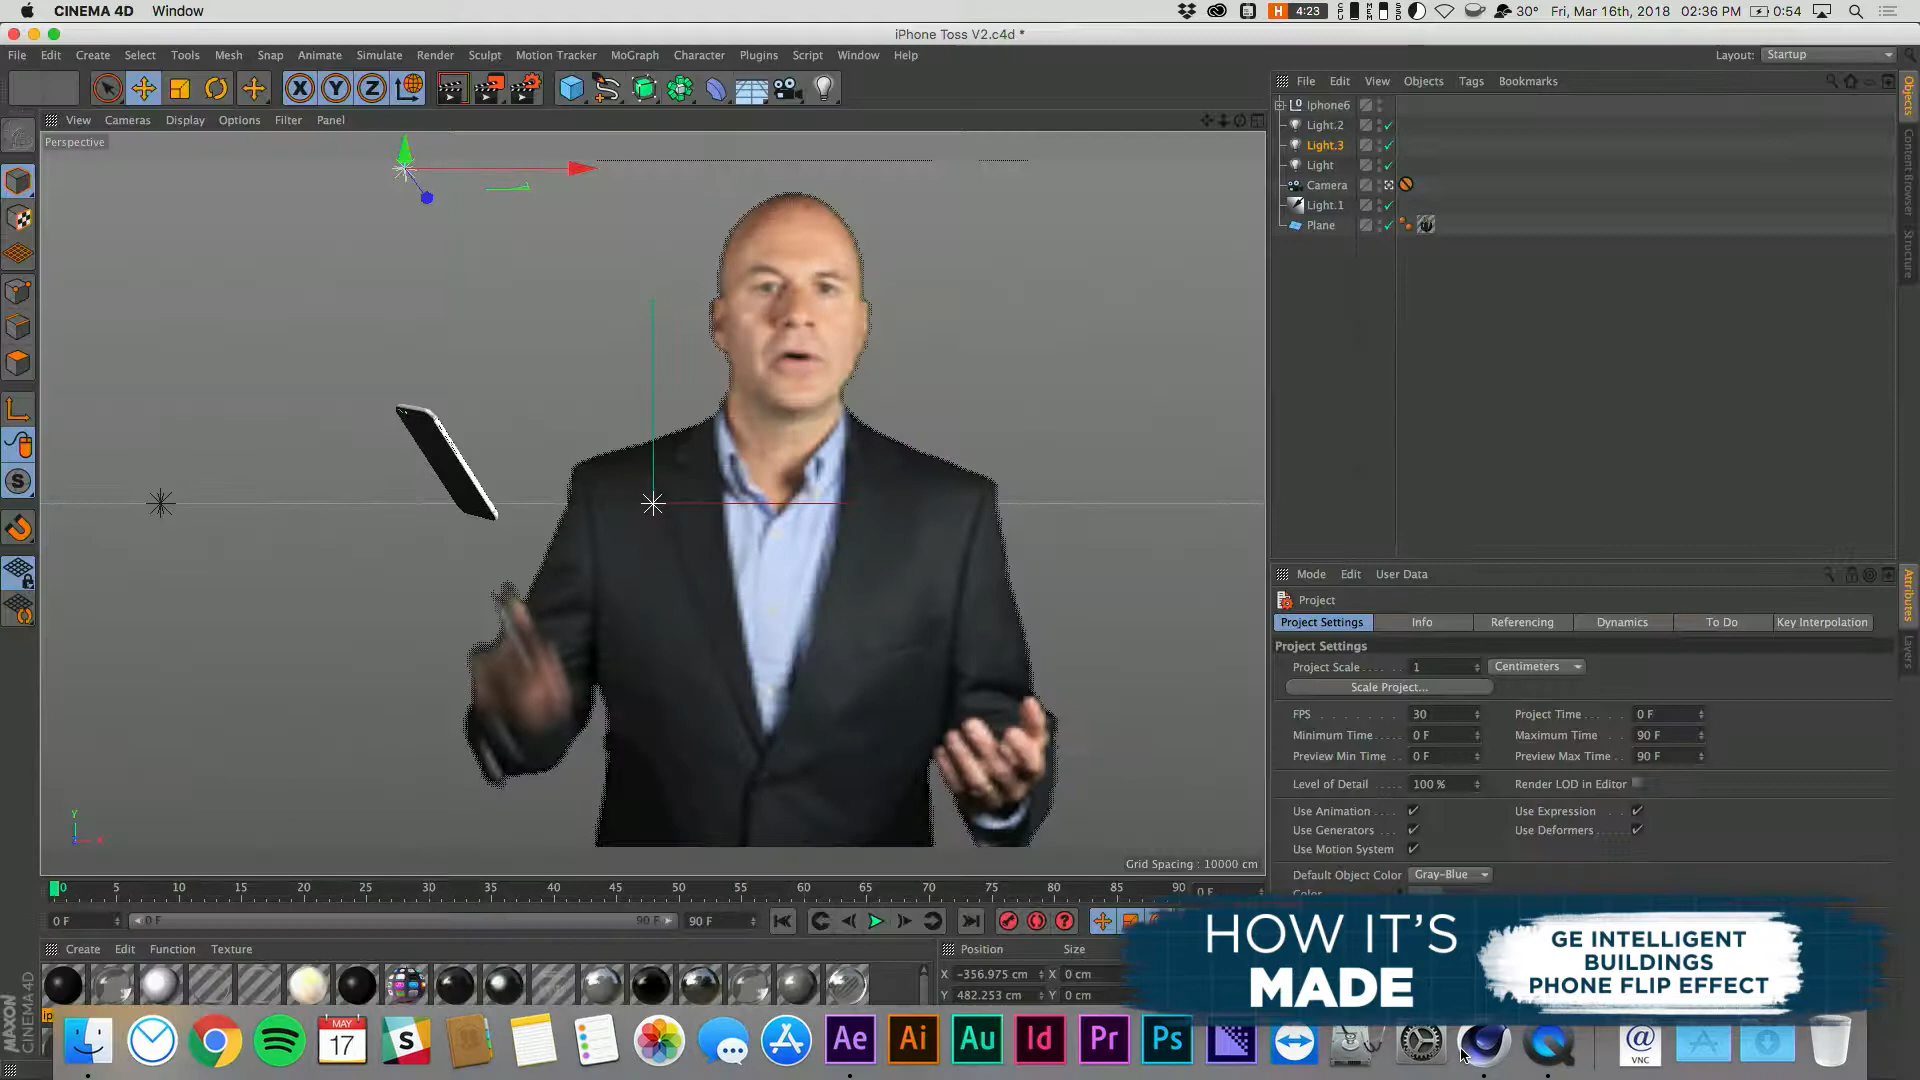 CINEMA 4D Window
H 4:23 30° Fri, Mar 16th, 2018 02:36 PM 0:54
iPhone Toss V2.c4d *
File Edit Create Select Tools Mesh Snap Animate Simulate Render Sculpt Motion Tracker MoGraph Character Plugins Script Window Help
Layout: Startup
X Y Z
File Edit View Objects Tags Bookmarks
Objects
Content Browser
Structure
View Cameras Display Options Filter Panel
Perspective
Iphone6
Light.2
Light.3
Light
Camera
Light.1
Plane
Mode Edit User Data
Attributes
Layers
Project
Project Settings Info Referencing Dynamics To Do Key Interpolation
Project Settings
Project Scale 1 Centimeters
Scale Project...
FPS 30 Project Time 0 F
Minimum Time 0 F Maximum Time 90 F
Preview Min Time 0 F Preview Max Time 90 F
Level of Detail 100 % Render LOD in Editor
Use Animation Use Expression
Use Generators Use Deformers
Use Motion System
Default Object Color Gray-Blue
Y
X
Grid Spacing : 10000 cm
0 5 10 15 20 25 30 35 40 45 50 55 60 65 70 75 80 85 90 0 F
0 F 0 F 90 F 90 F
Create Edit Function Texture
Position Size
X -356.975 cm X 0 cm
Y 482.253 cm Y 0 cm
MAXON
CINEMA 4D
HOW IT'S
MADE
GE INTELLIGENT
BUILDINGS
PHONE FLIP EFFECT
MAY
17
S
Ae Ai Au Id Pr Ps
@
VNC